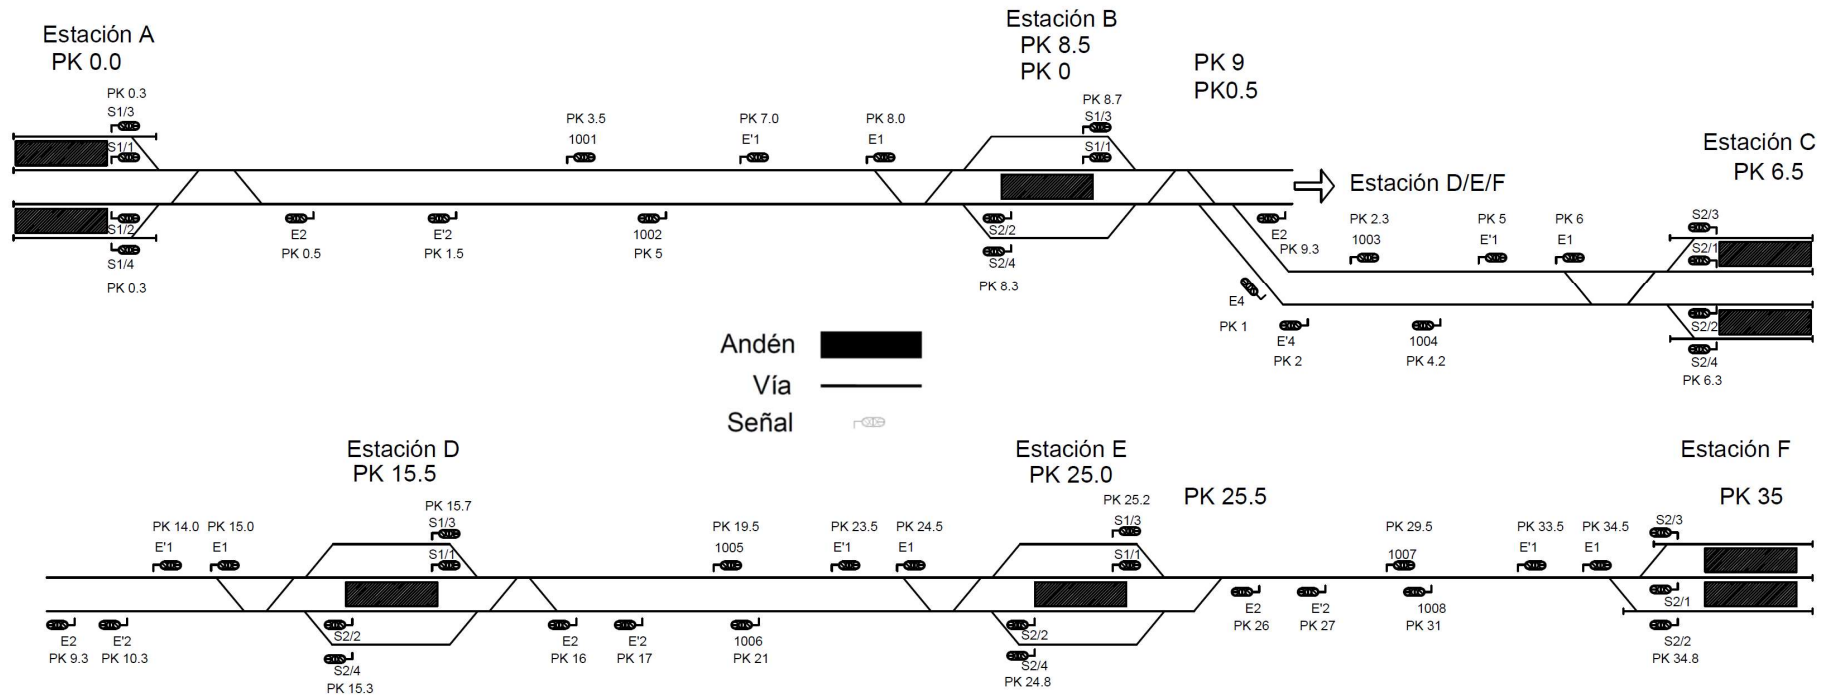 Estación A
PK 0.0
PK 0.3
S1/3
S1/1
S1/2
S1/4
PK 0.3
E2
PK 0.5
E'2
PK 1.5
PK 3.5
1001
1002
PK 5
PK 7.0
E'1
PK 8.0
E1
Estación B
PK 8.5
PK 0
PK 8.7
S1/3
S1/1
S2/2
S2/4
PK 8.3
PK 9
PK0.5
Estación D/E/F
E2
PK 9.3
E4
PK 1
E'4
PK 2
PK 2.3
1003
1004
PK 4.2
PK 5
E'1
PK 6
E1
Estación C
PK 6.5
S2/3
S2/1
S2/2
S2/4
PK 6.3
Andén
Vía
Señal
E2
PK 9.3
E'2
PK 10.3
PK 14.0
E'1
PK 15.0
E1
Estación D
PK 15.5
PK 15.7
S1/3
S1/1
S2/2
S2/4
PK 15.3
E2
PK 16
E'2
PK 17
PK 19.5
1005
1006
PK 21
PK 23.5
E'1
PK 24.5
E1
Estación E
PK 25.0
PK 25.2
S1/3
S1/1
S2/2
S2/4
PK 24.8
PK 25.5
E2
PK 26
E'2
PK 27
PK 29.5
1007
1008
PK 31
PK 33.5
E'1
PK 34.5
E1
Estación F
PK 35
S2/3
S2/1
S2/2
PK 34.8